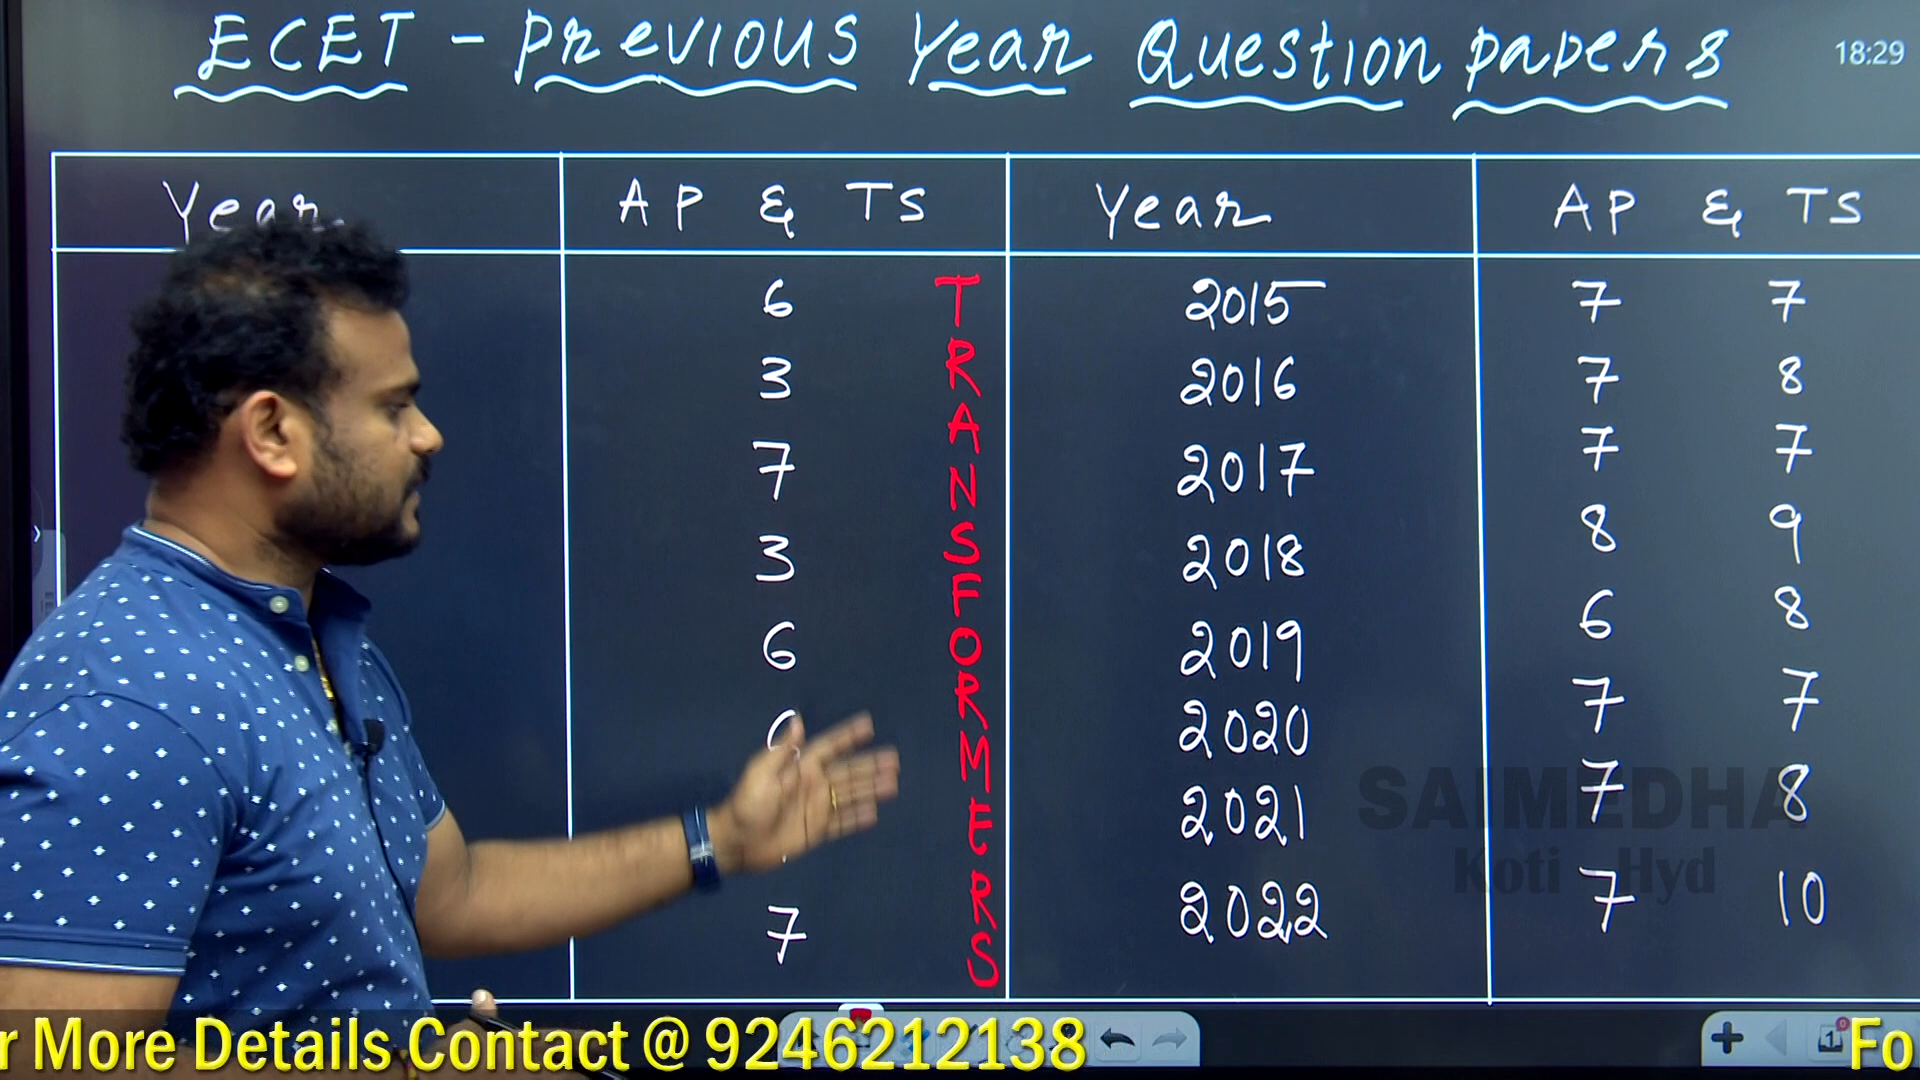 ECET - Previous Year Question papers
18:29
Year AP & TS Year AP & TS
6 2015 7 7
3 2016 7 8
7 2017 7 7
3 2018 8 9
6 2019 6 8
2020 7 7
2021 7 8
7 2022 7 10
TRANSFORMERS
SAIMEDHA
Koti - Hyd
r More Details Contact @ 9246212138
Fo